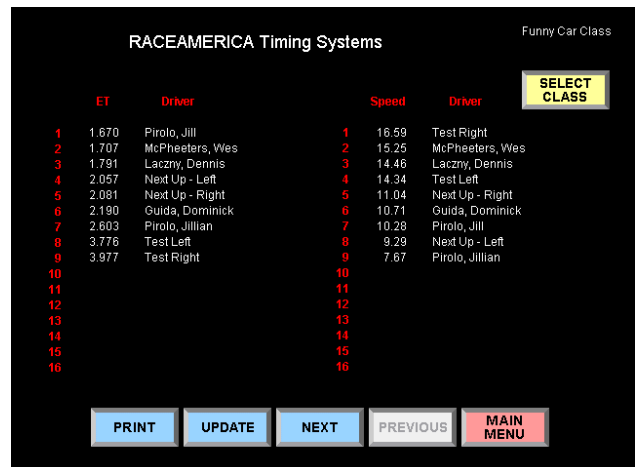 Funny Car Class
RACEAMERICA Timing Systems
SELECT
CLASS
ET Driver Speed Driver
1 1.670 Pirolo, Jill 1 16.59 Test Right
2 1.707 McPheeters, Wes 2 15.25 McPheeters, Wes
3 1.791 Laczny, Dennis 3 14.46 Laczny, Dennis
4 2.057 Next Up - Left 4 14.34 Test Left
5 2.081 Next Up - Right 5 11.04 Next Up - Right
6 2.190 Guida, Dominick 6 10.71 Guida, Dominick
7 2.603 Pirolo, Jillian 7 10.28 Pirolo, Jill
8 3.776 Test Left 8 9.29 Next Up - Left
9 3.977 Test Right 9 7.67 Pirolo, Jillian
10 10
11 11
12 12
13 13
14 14
15 15
16 16
PRINT UPDATE NEXT PREVIOUS MAIN
MENU